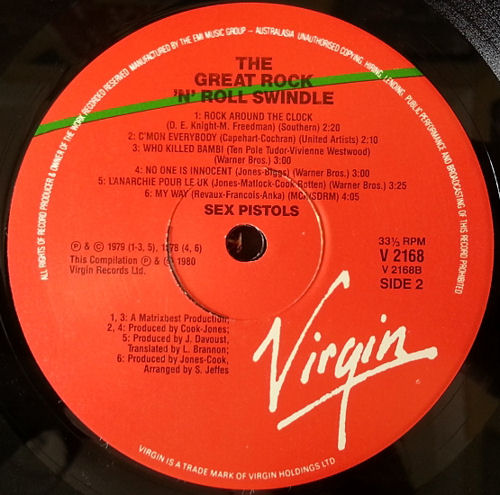 ALL RIGHTS OF RECORD PRODUCER & OWNER OF THE WORK RECORDED RESERVED MANUFACTURED BY THE EMI MUSIC GROUP – AUSTRALASIA UNAUTHORISED COPYING, HIRING, LENDING, PUBLIC PERFORMANCE AND BROADCASTING OF THIS RECORD PROHIBITED
THE
GREAT ROCK
'N' ROLL SWINDLE
1: ROCK AROUND THE CLOCK
(D. E. Knight-M. Freedman) (Southern) 2:20
2: C'MON EVERYBODY (Capehart-Cochran) (United Artists) 2:10
3: WHO KILLED BAMBI (Ten Pole Tudor-Vivienne Westwood)
(Warner Bros.) 3:00
4: NO ONE IS INNOCENT (Jones-Biggs) (Warner Bros.) 3:00
5: L'ANARCHIE POUR LE UK (Jones-Matlock-Cook-Rotten) (Warner Bros.) 3:25
6: MY WAY (Revaux-Francois-Anka) (MCPS/SDRM) 4:05
SEX PISTOLS
℗ & © 1979 (1-3, 5), 1978 (4, 6)
This Compilation ℗ & © 1980
Virgin Records Ltd.
33⅓ RPM
V 2168
V 2168B
SIDE 2
1, 3: A Matrixbest Production;
2, 4: Produced by Cook-Jones;
5: Produced by J. Davoust,
Translated by L. Brannon;
6: Produced by Jones-Cook,
Arranged by S. Jeffes
Virgin
VIRGIN IS A TRADE MARK OF VIRGIN HOLDINGS LTD